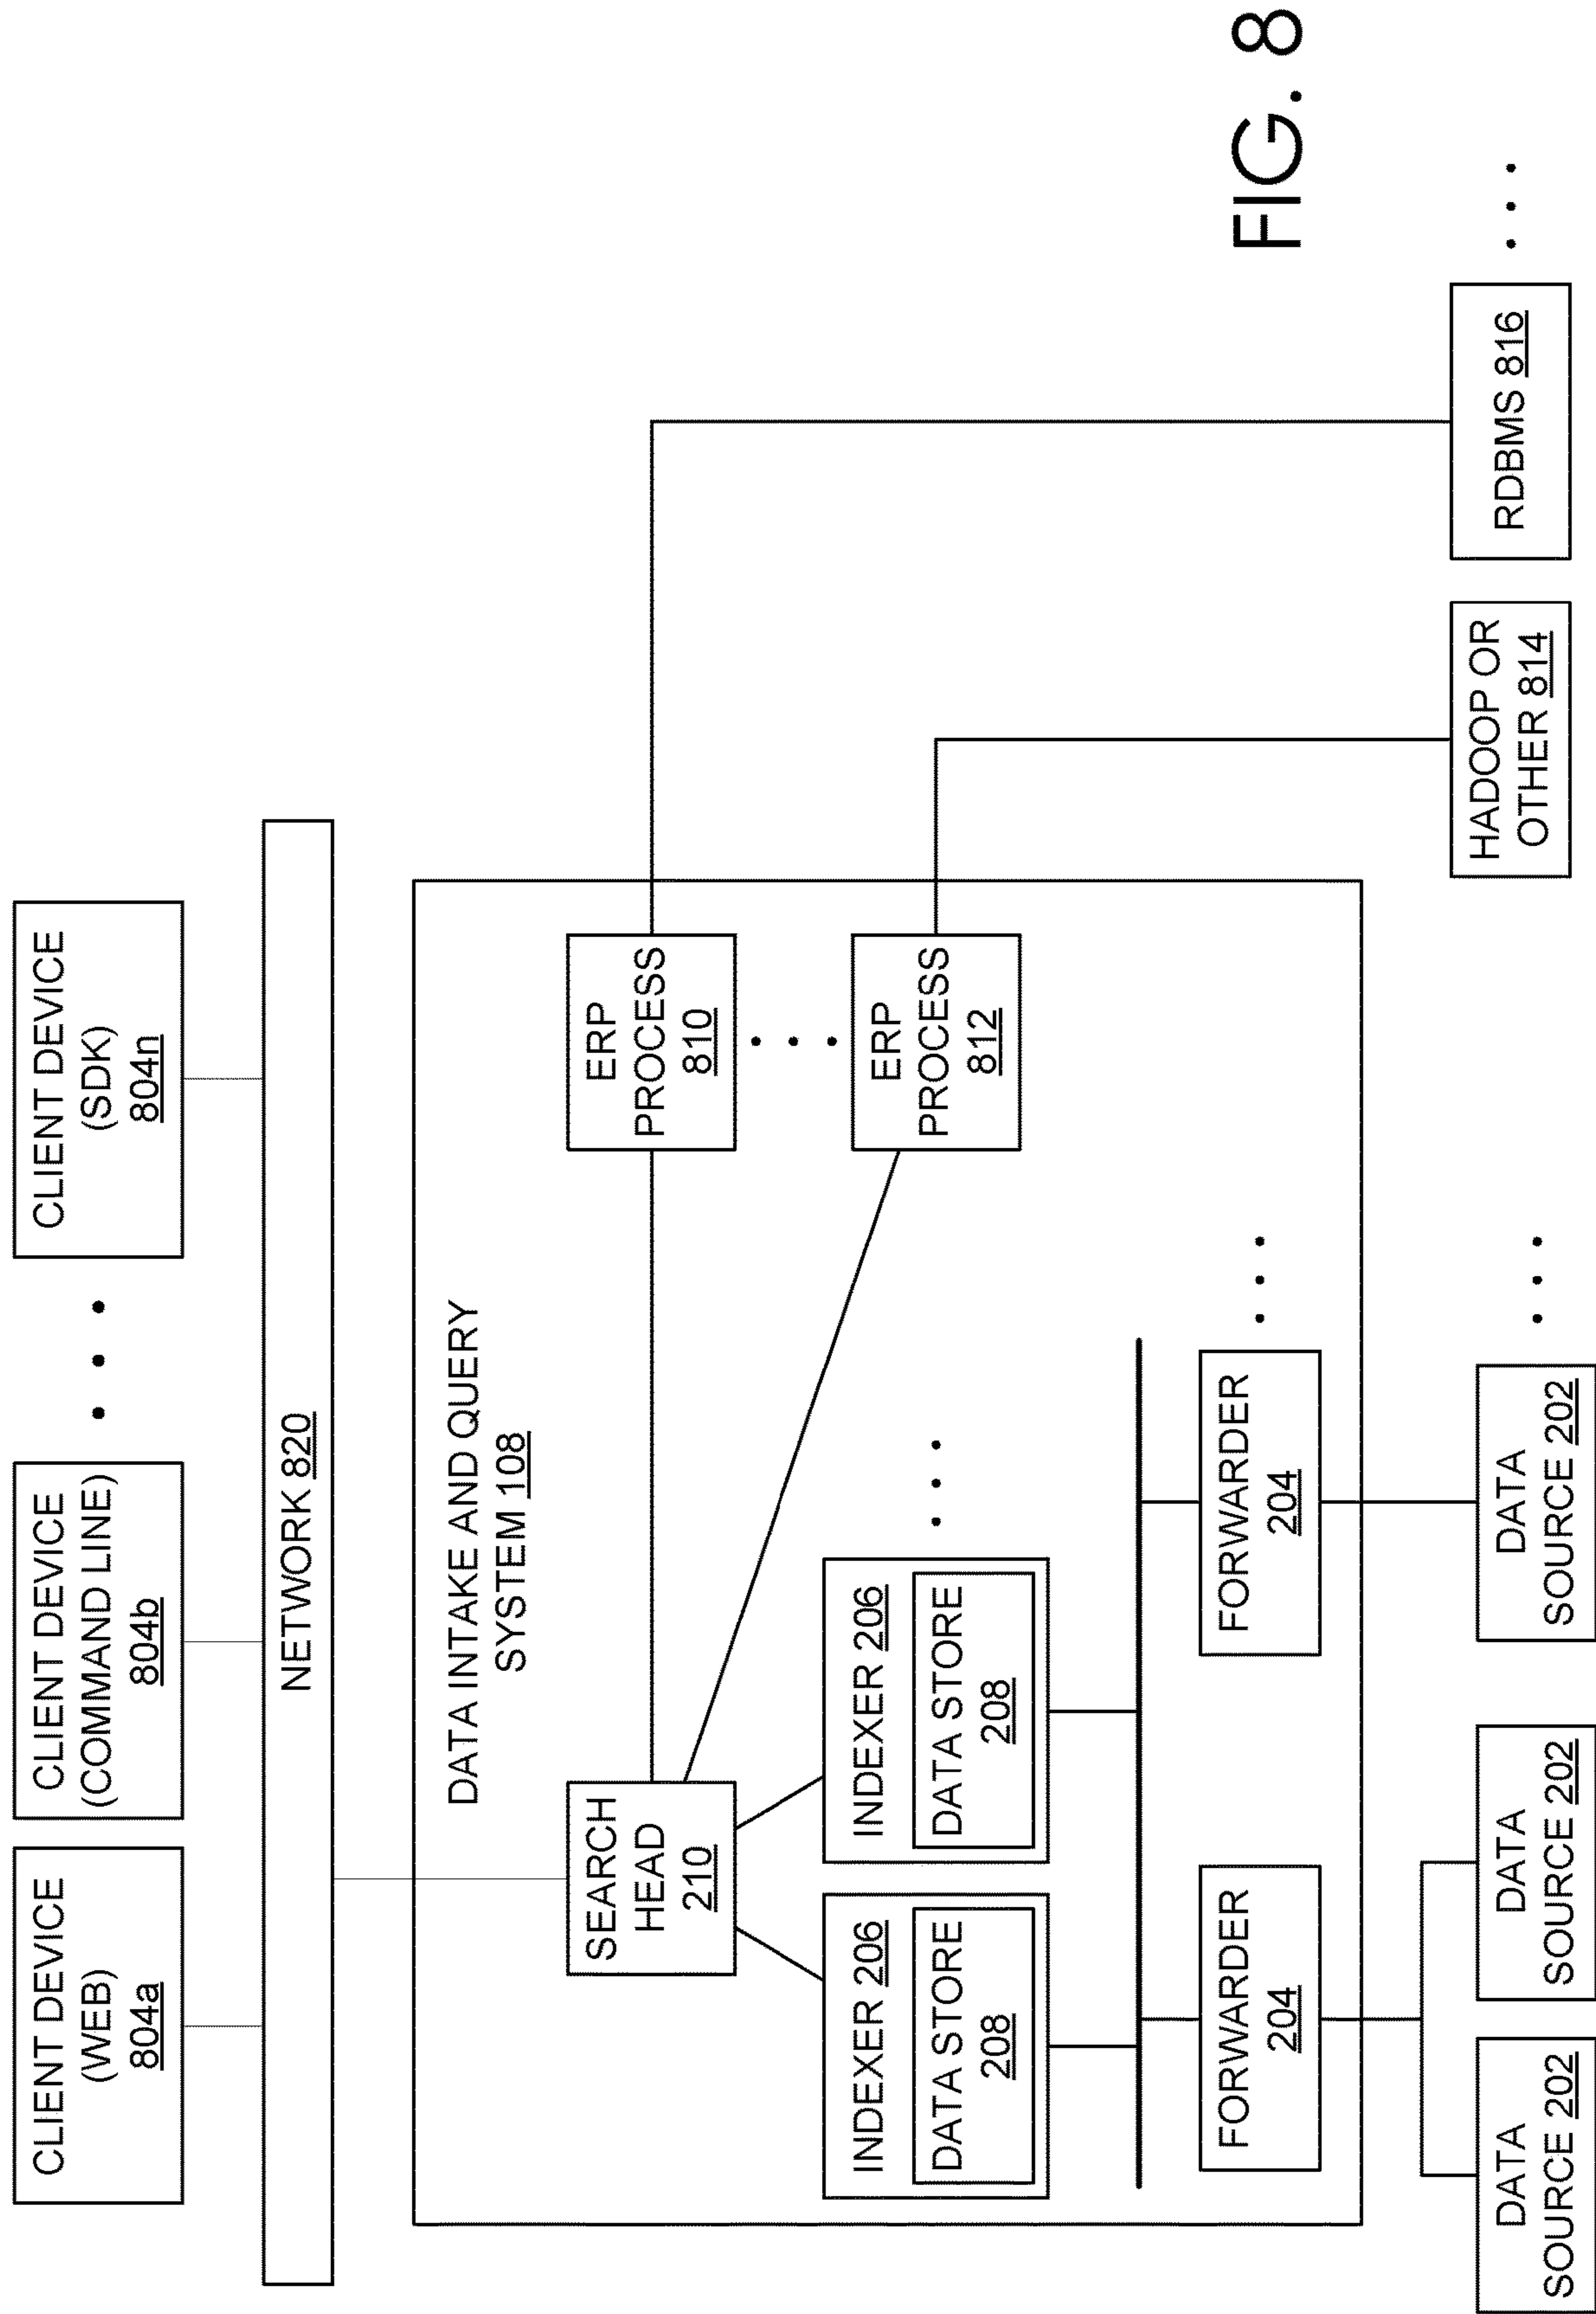 CLIENT DEVICE
(WEB)
804a
CLIENT DEVICE
(COMMAND LINE)
804b
CLIENT DEVICE
(SDK)
804n
NETWORK 820
DATA INTAKE AND QUERY
SYSTEM 108
SEARCH
HEAD
210
ERP
PROCESS
810
ERP
PROCESS
812
INDEXER 206
DATA STORE
208
INDEXER 206
DATA STORE
208
FORWARDER
204
FORWARDER
204
DATA
SOURCE 202
DATA
SOURCE 202
DATA
SOURCE 202
HADOOP OR
OTHER 814
RDBMS 816
FIG. 8